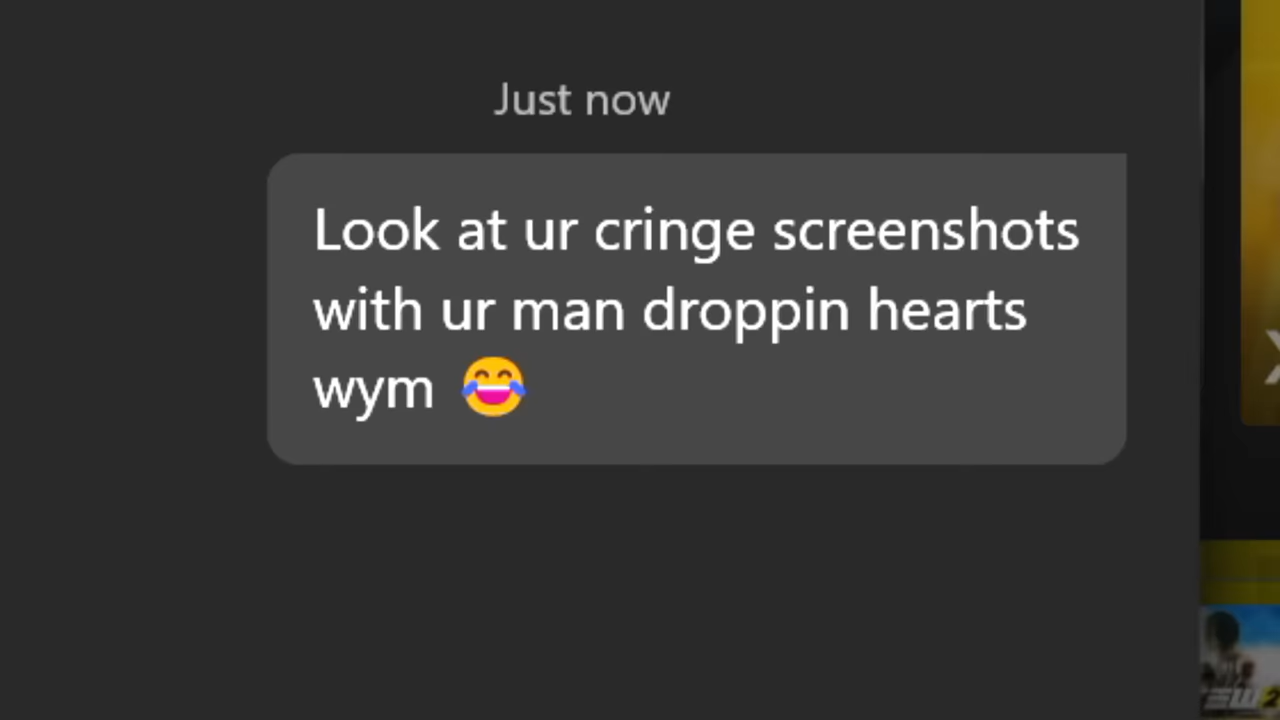 Just now
Look at ur cringe screenshots
with ur man droppin hearts
wym 😂